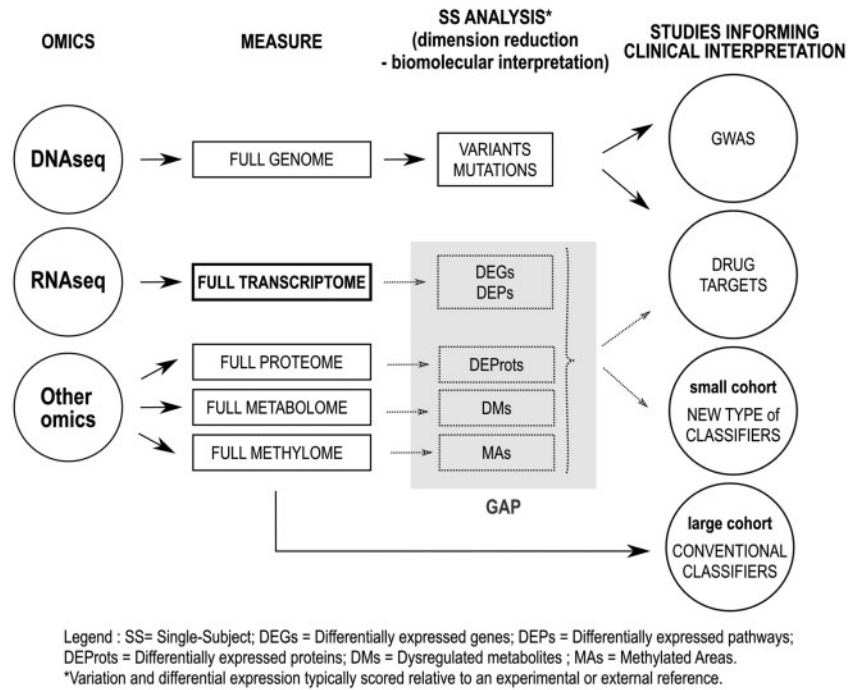 OMICS
MEASURE
SS ANALYSIS*
(dimension reduction
- biomolecular interpretation)
STUDIES INFORMING
CLINICAL INTERPRETATION
DNAseq
FULL GENOME
VARIANTS
MUTATIONS
GWAS
RNAseq
FULL TRANSCRIPTOME
DEGs
DEPs
DRUG
TARGETS
Other
omics
FULL PROTEOME
DEProts
FULL METABOLOME
DMs
FULL METHYLOME
MAs
GAP
small cohort
NEW TYPE of
CLASSIFIERS
large cohort
CONVENTIONAL
CLASSIFIERS
Legend : SS= Single-Subject; DEGs = Differentially expressed genes; DEPs = Differentially expressed pathways;
DEProts = Differentially expressed proteins; DMs = Dysregulated metabolites ; MAs = Methylated Areas.
*Variation and differential expression typically scored relative to an experimental or external reference.